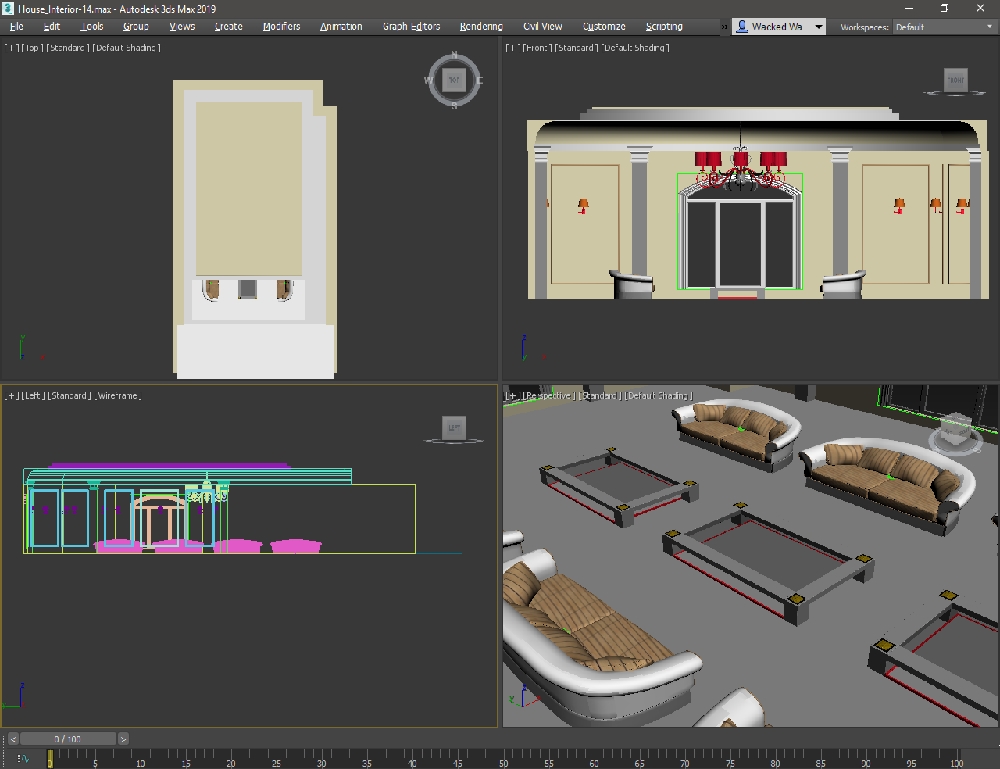 House_Interior-14.max - Autodesk 3ds Max 2019
File Edit Tools Group Views Create Modifiers Animation Graph Editors Rendering Civil View Customize Scripting » Wacked Wa Workspaces: Default
[+] [Top] [Standard] [Default Shading]
[+] [Front] [Standard] [Default Shading]
N
W TOP E
S
FRONT
[+] [Left] [Standard] [Wireframe]
[+] [Perspective] [Standard] [Default Shading]
LEFT
< 0 / 100 >
0 5 10 15 20 25 30 35 40 45 50 55 60 65 70 75 80 85 90 95 100